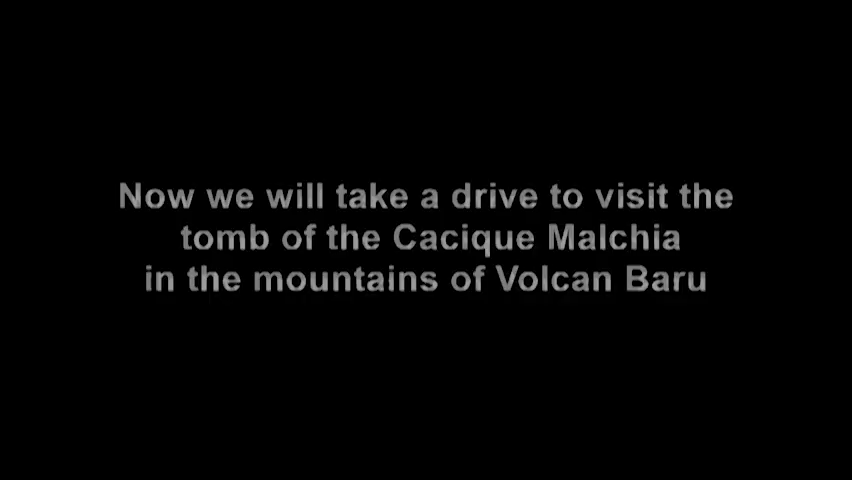 Now we will take a drive to visit the
tomb of the Cacique Malchia
in the mountains of Volcan Baru